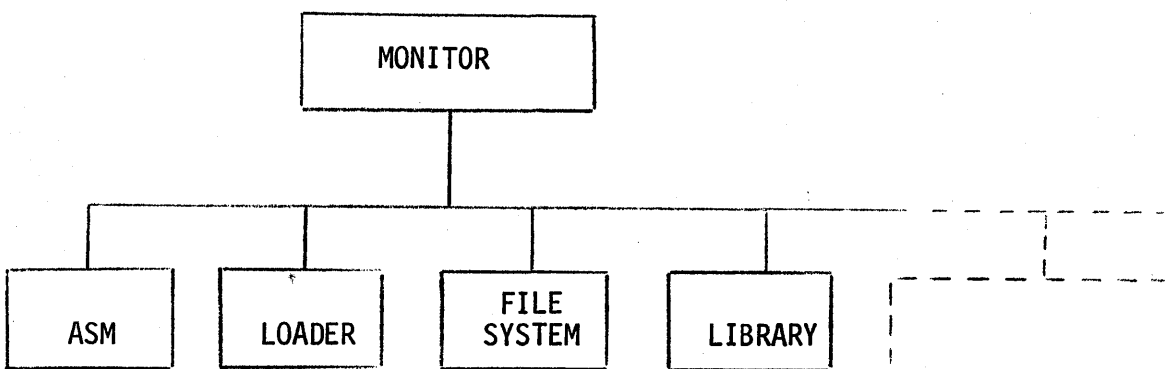 MONITOR
ASM
LOADER
FILE
SYSTEM
LIBRARY